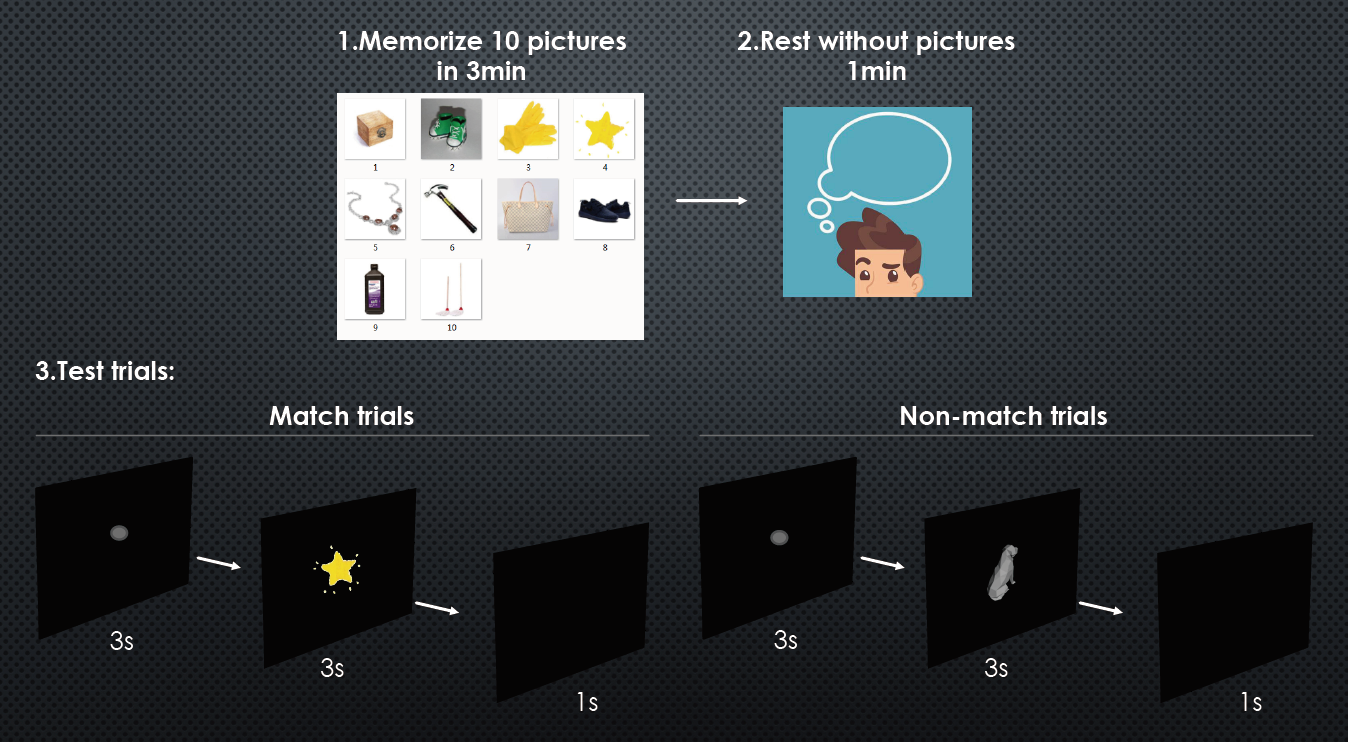 1.Memorize 10 pictures
in 3min
2.Rest without pictures
1min
1 2 3 4
5 6 7 8
9 10
3.Test trials:
Match trials
Non-match trials
3s
3s
1s
3s
3s
1s